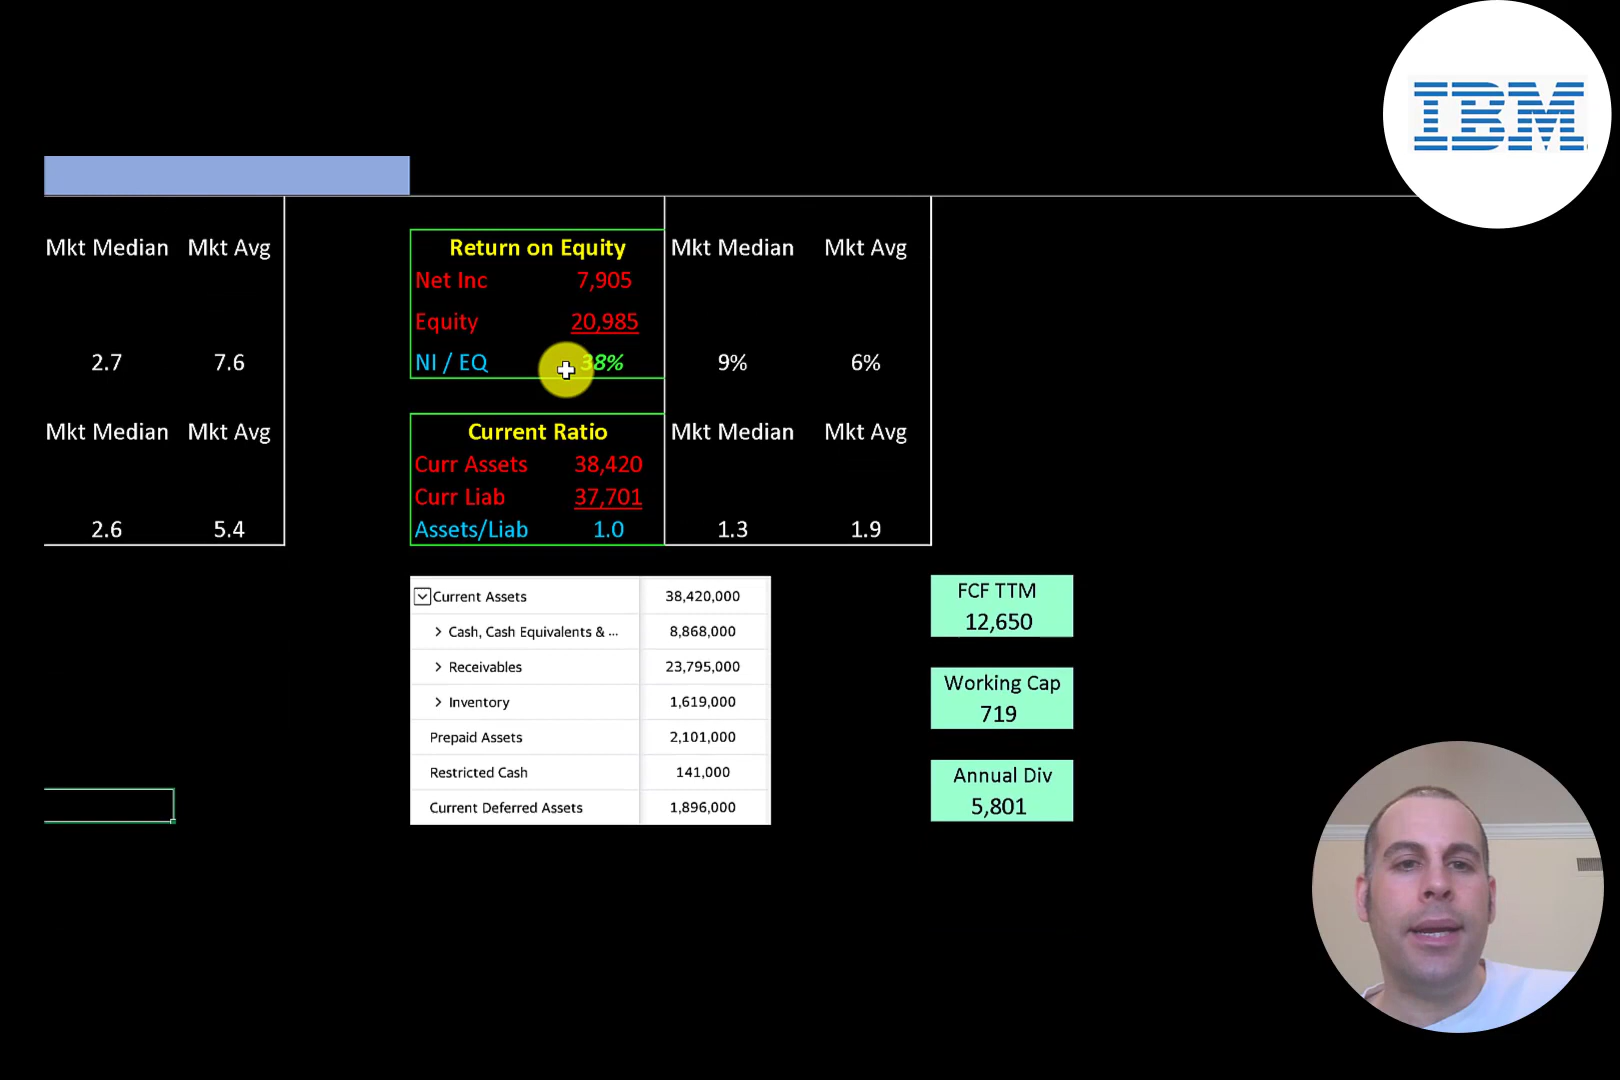 IBM
Mkt Median Mkt Avg
Return on Equity
Mkt Median Mkt Avg
Net Inc 7,905
Equity 20,985
2.7 7.6
NI / EQ 38%
9% 6%
Mkt Median Mkt Avg
Current Ratio
Mkt Median Mkt Avg
Curr Assets 38,420
Curr Liab 37,701
2.6 5.4
Assets/Liab 1.0
1.3 1.9
Current Assets 38,420,000
Cash, Cash Equivalents & ... 8,868,000
Receivables 23,795,000
Inventory 1,619,000
Prepaid Assets 2,101,000
Restricted Cash 141,000
Current Deferred Assets 1,896,000
FCF TTM
12,650
Working Cap
719
Annual Div
5,801